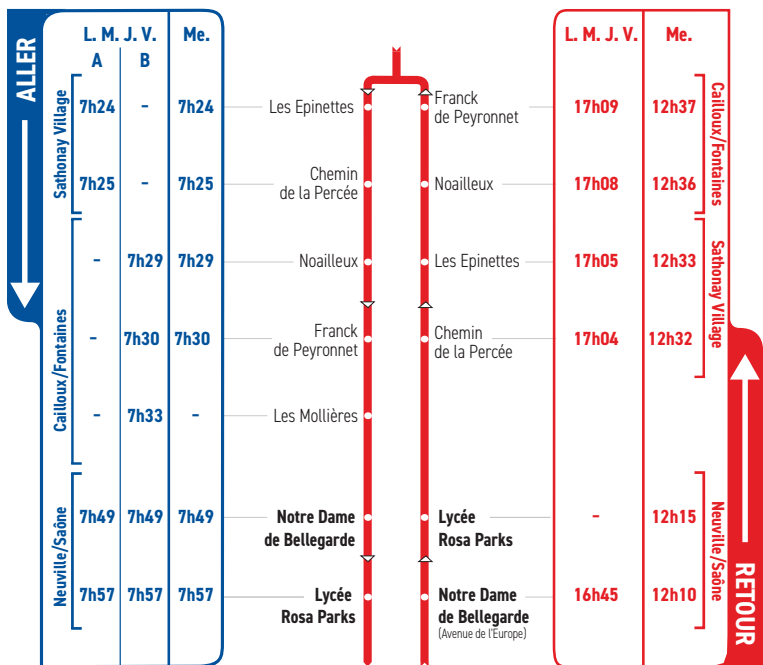 ALLER
L. M. J. V. Me.
A B
Sathonay Village
7h24 - 7h24 Les Epinettes
7h25 - 7h25 Chemin
de la Percée
Cailloux/Fontaines
- 7h29 7h29 Noailleux
- 7h30 7h30 Franck
de Peyronnet
- 7h33 - Les Mollières
Neuville/Saône
7h49 7h49 7h49 Notre Dame
de Bellegarde
7h57 7h57 7h57 Lycée
Rosa Parks
L. M. J. V. Me.
Franck
de Peyronnet 17h09 12h37
Noailleux 17h08 12h36
Cailloux/Fontaines
Les Epinettes 17h05 12h33
Chemin
de la Percée 17h04 12h32
Sathonay Village
Lycée
Rosa Parks - 12h15
Notre Dame
de Bellegarde 16h45 12h10
(Avenue de l'Europe)
Neuville/Saône
RETOUR